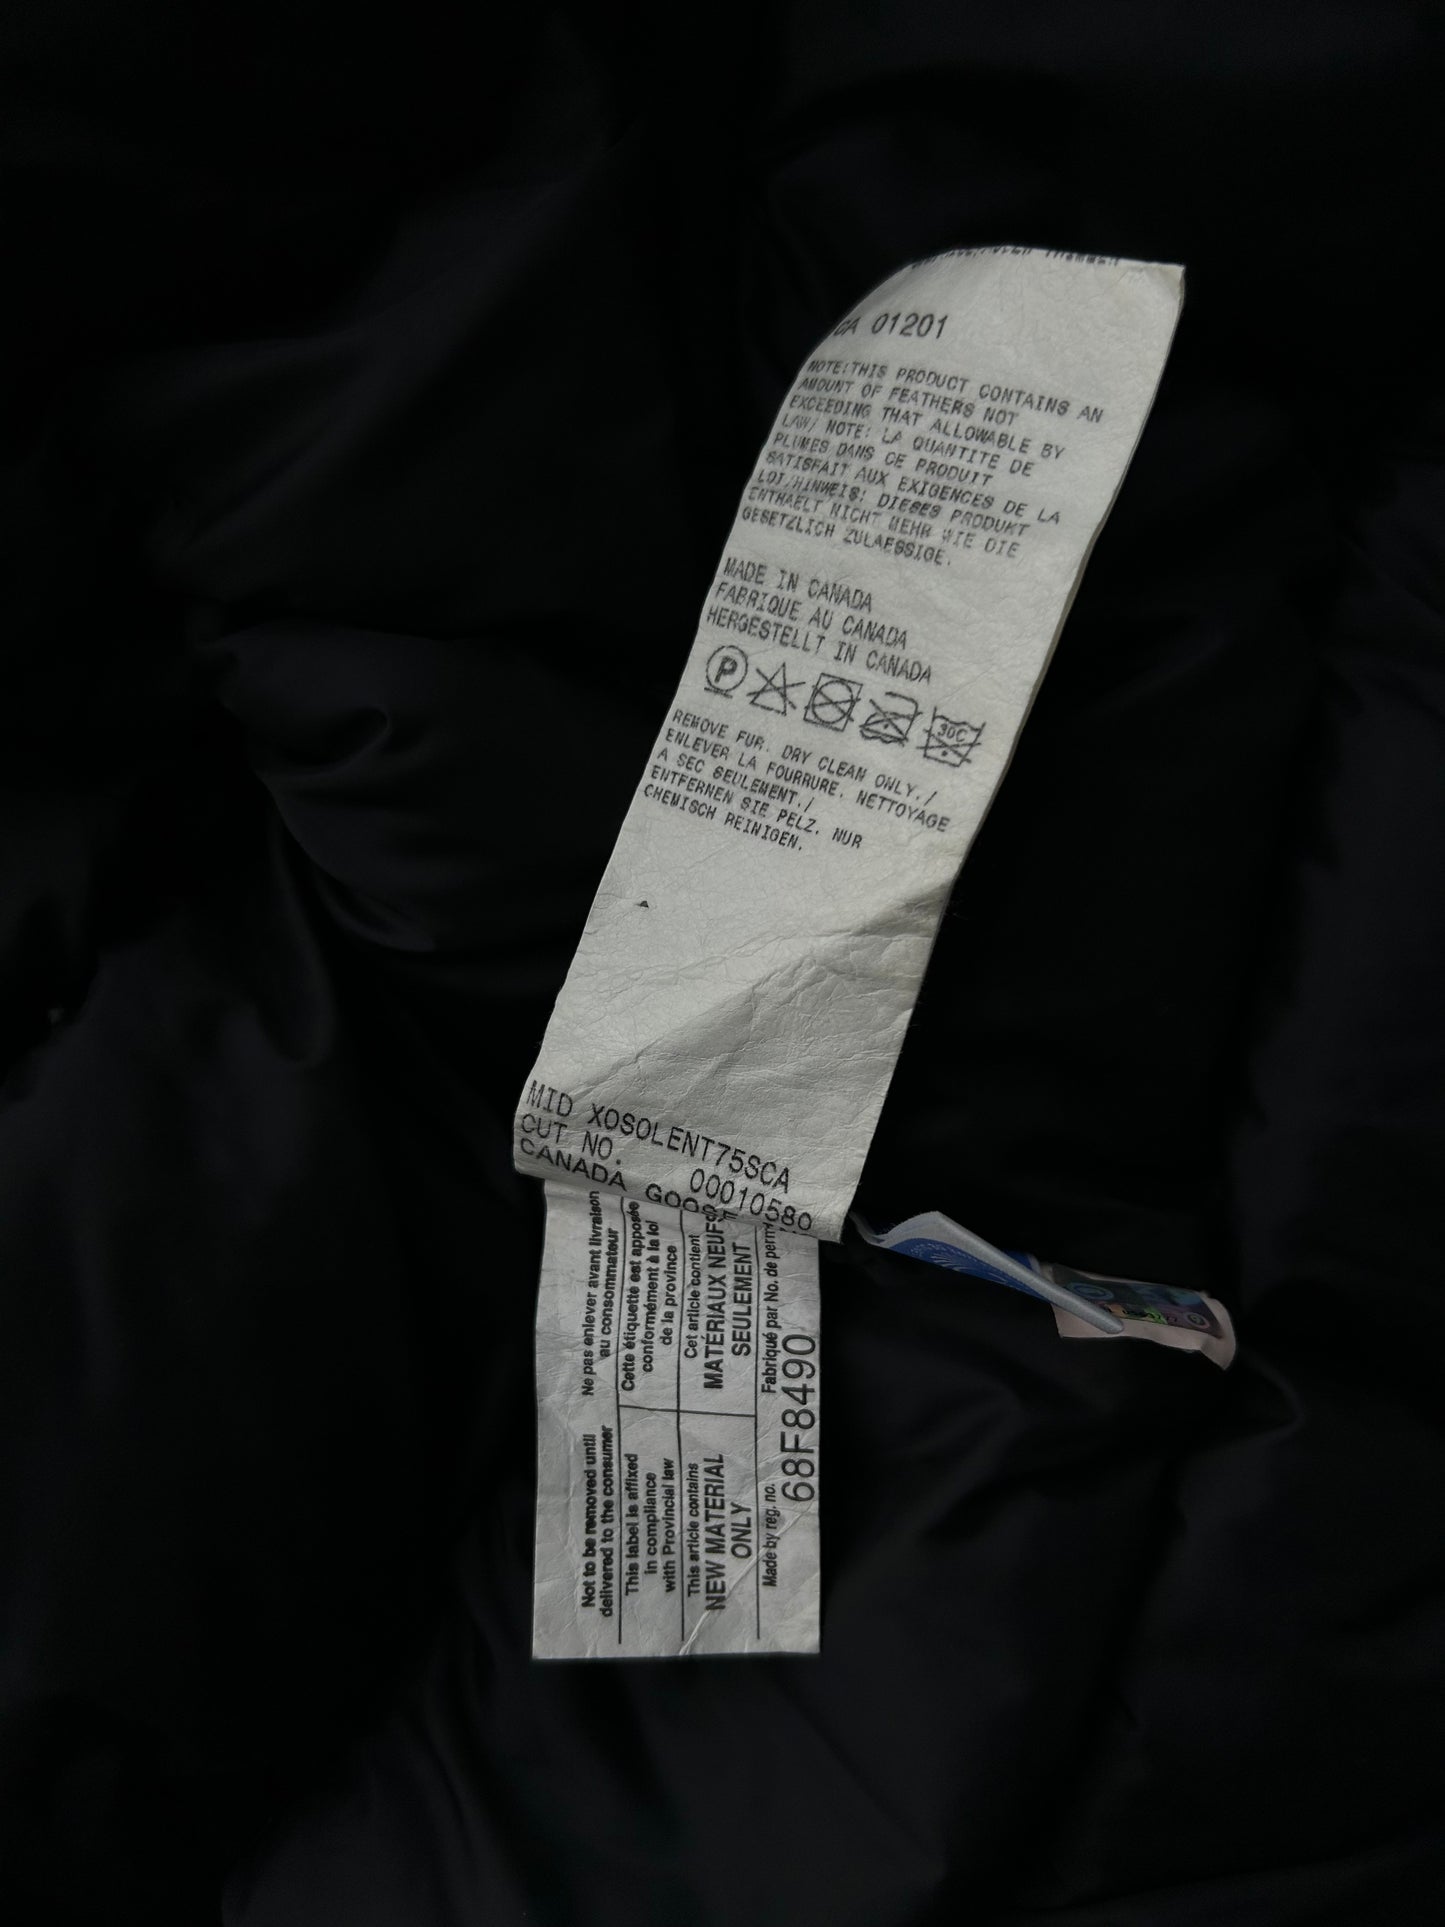 CA 01201
NOTE:THIS PRODUCT CONTAINS AN
AMOUNT OF FEATHERS NOT
EXCEEDING THAT ALLOWABLE BY
LAW/ NOTE: LA QUANTITE DE
PLUMES DANS CE PRODUIT
SATISFAIT AUX EXIGENCES DE LA
LOI/HINWEIS: DIESES PRODUKT
ENTHAELT NICHT MEHR WIE DIE
GESETZLICH ZULAESSIGE.
MADE IN CANADA
FABRIQUE AU CANADA
HERGESTELLT IN CANADA
P
30C
REMOVE FUR. DRY CLEAN ONLY./
ENLEVER LA FOURRURE. NETTOYAGE
A SEC SEULEMENT./
ENTFERNEN SIE PELZ. NUR
CHEMISCH REINIGEN.
MID XOSOLENT75SCA
CUT NO. 00010580
CANADA GOOSE
Not to be removed until
delivered to the consumer
Ne pas enlever avant livraison
au consommateur
This label is affixed
in compliance
with Provincial law
Cette étiquette est apposée
conformément à la loi
de la province
This article contains
NEW MATERIAL
ONLY
Cet article contient
MATÉRIAUX NEUFS
SEULEMENT
Made by reg. no.
Fabriqué par No. de permi
68F8490